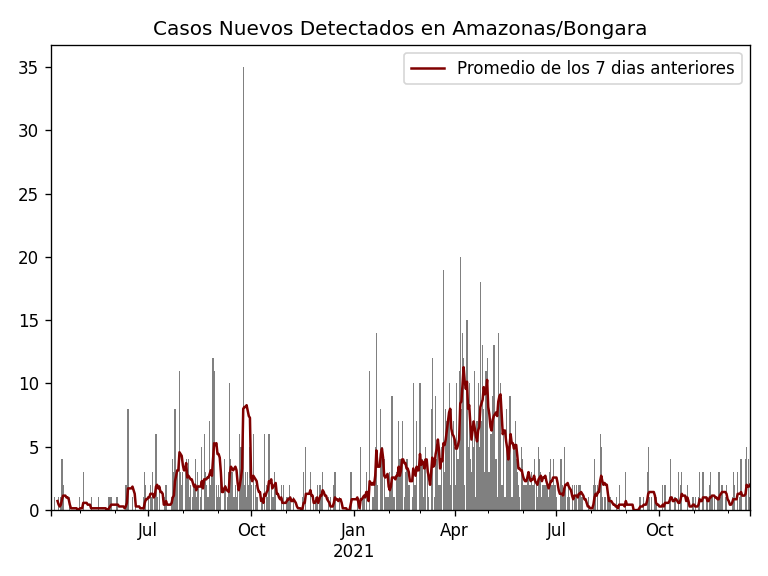 Casos Nuevos Detectados en Amazonas/Bongara
Promedio de los 7 dias anteriores
35
30
25
20
15
10
5
0
Jul
Oct
Jan
2021
Apr
Jul
Oct